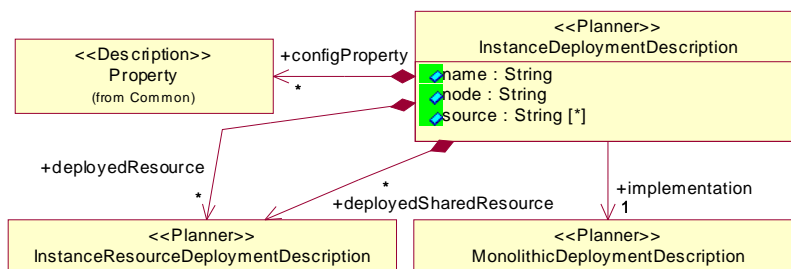 <<Planner>>
InstanceDeploymentDescription
name : String
node : String
source : String [*]
<<Description>>
Property
(from Common)
+configProperty
*
+deployedResource
*
*
+deployedSharedResource
+implementation
1
<<Planner>>
InstanceResourceDeploymentDescription
<<Planner>>
MonolithicDeploymentDescription